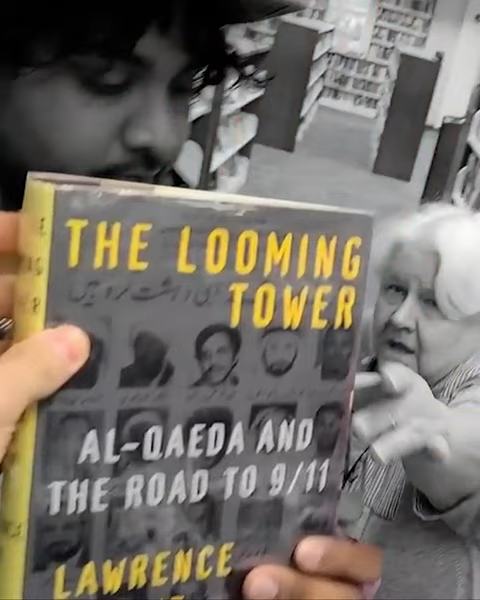 THE LOOMING
TOWER
AL-QAEDA AND
THE ROAD TO 9/11
LAWRENCE